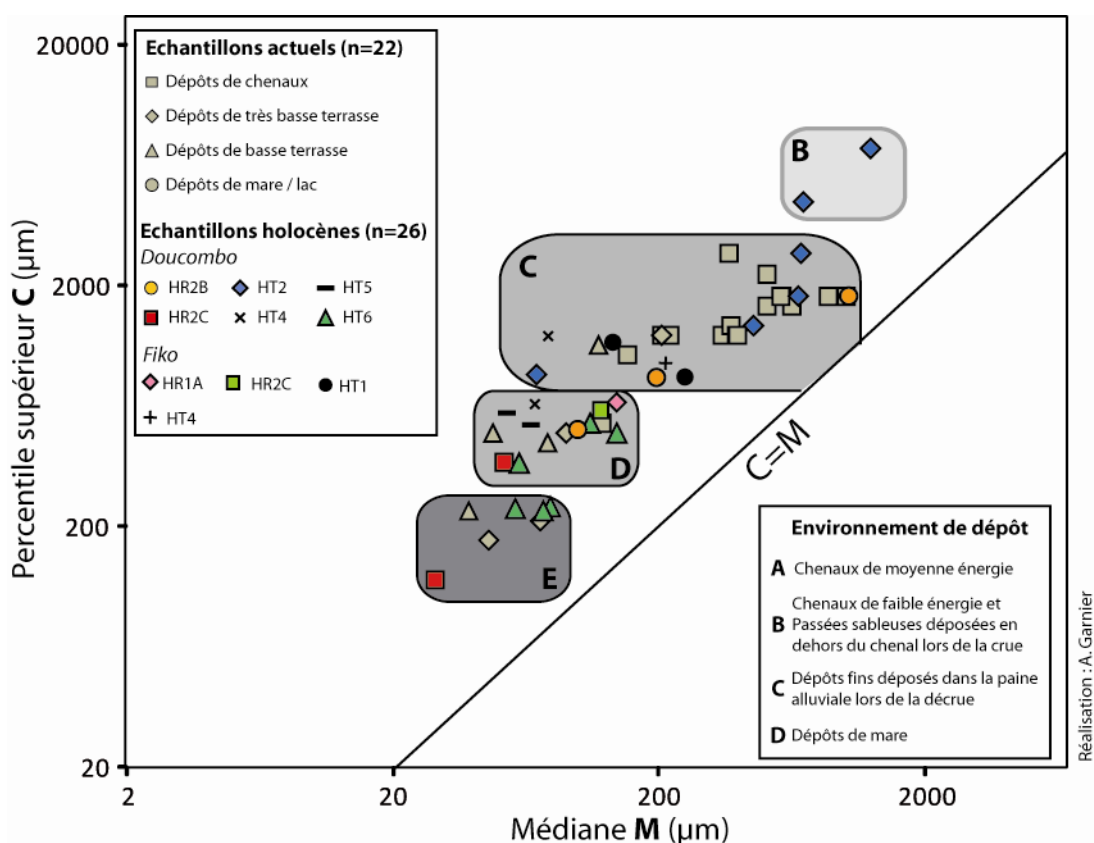 20000
2000
200
20
Percentile supérieur C (µm)
Echantillons actuels (n=22)
Dépôts de chenaux
Dépôts de très basse terrasse
Dépôts de basse terrasse
Dépôts de mare / lac
Echantillons holocènes (n=26)
Doucombo
HR2B HT2 HT5
HR2C HT4 HT6
Fiko
HR1A HR2C HT1
HT4
B
C
D
E
C=M
Environnement de dépôt
A Chenaux de moyenne énergie
Chenaux de faible énergie et
B Passées sableuses déposées en
dehors du chenal lors de la crue
C Dépôts fins déposés dans la paine
alluviale lors de la décrue
D Dépôts de mare
2 20 200 2000
Médiane M (µm)
Réalisation : A. Garnier